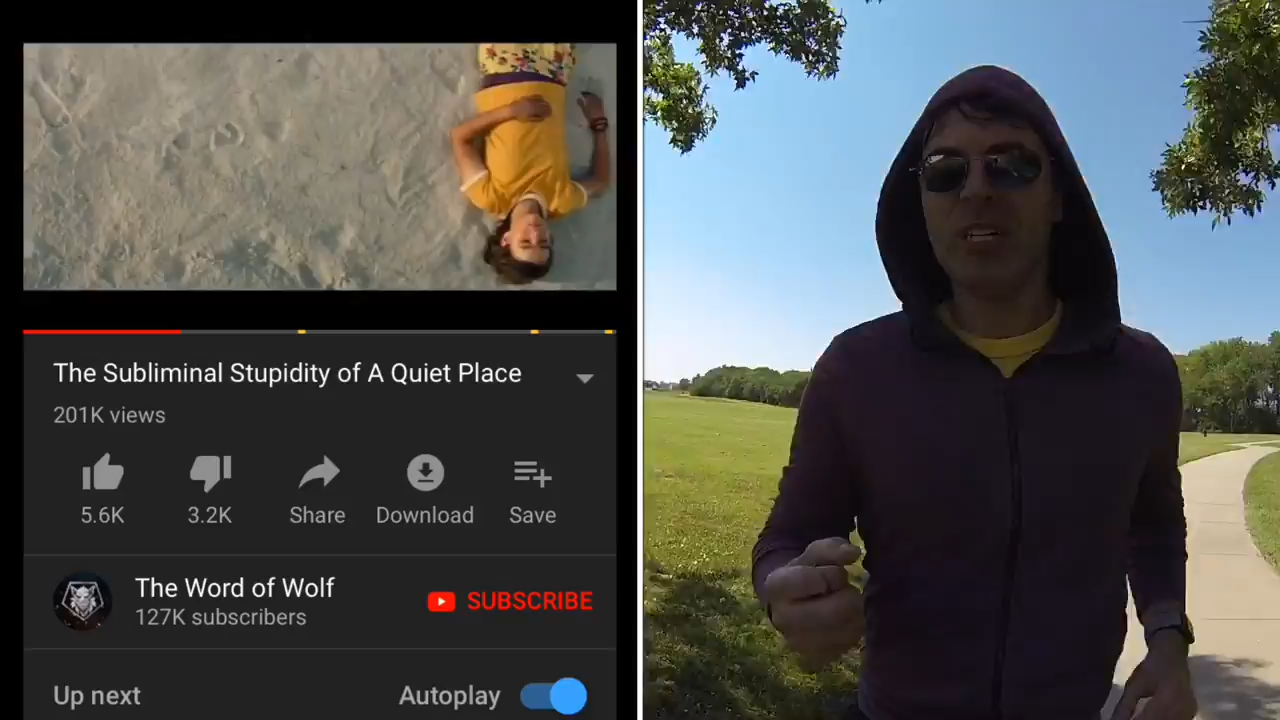 The Subliminal Stupidity of A Quiet Place
201K views
5.6K 3.2K Share Download Save
The Word of Wolf
127K subscribers
SUBSCRIBE
Up next Autoplay